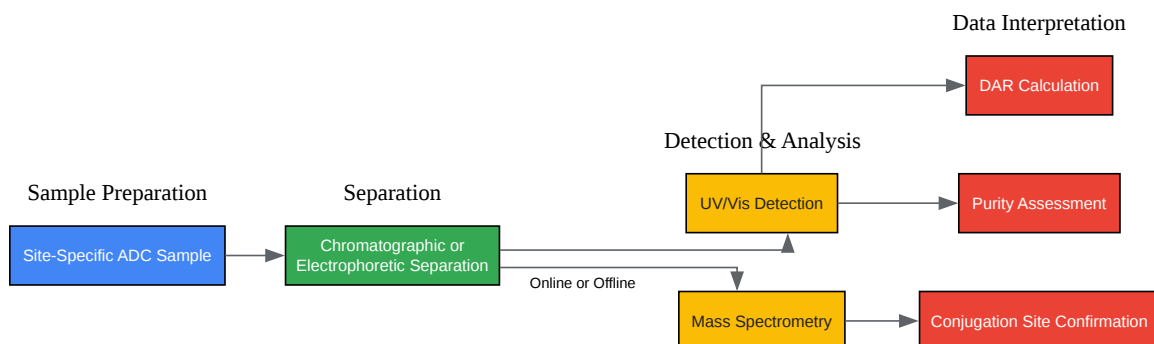 Data Interpretation
DAR Calculation
Detection & Analysis
Sample Preparation
Separation
UV/Vis Detection
Purity Assessment
Site-Specific ADC Sample
Chromatographic or
Electrophoretic Separation
Online or Offline
Mass Spectrometry
Conjugation Site Confirmation